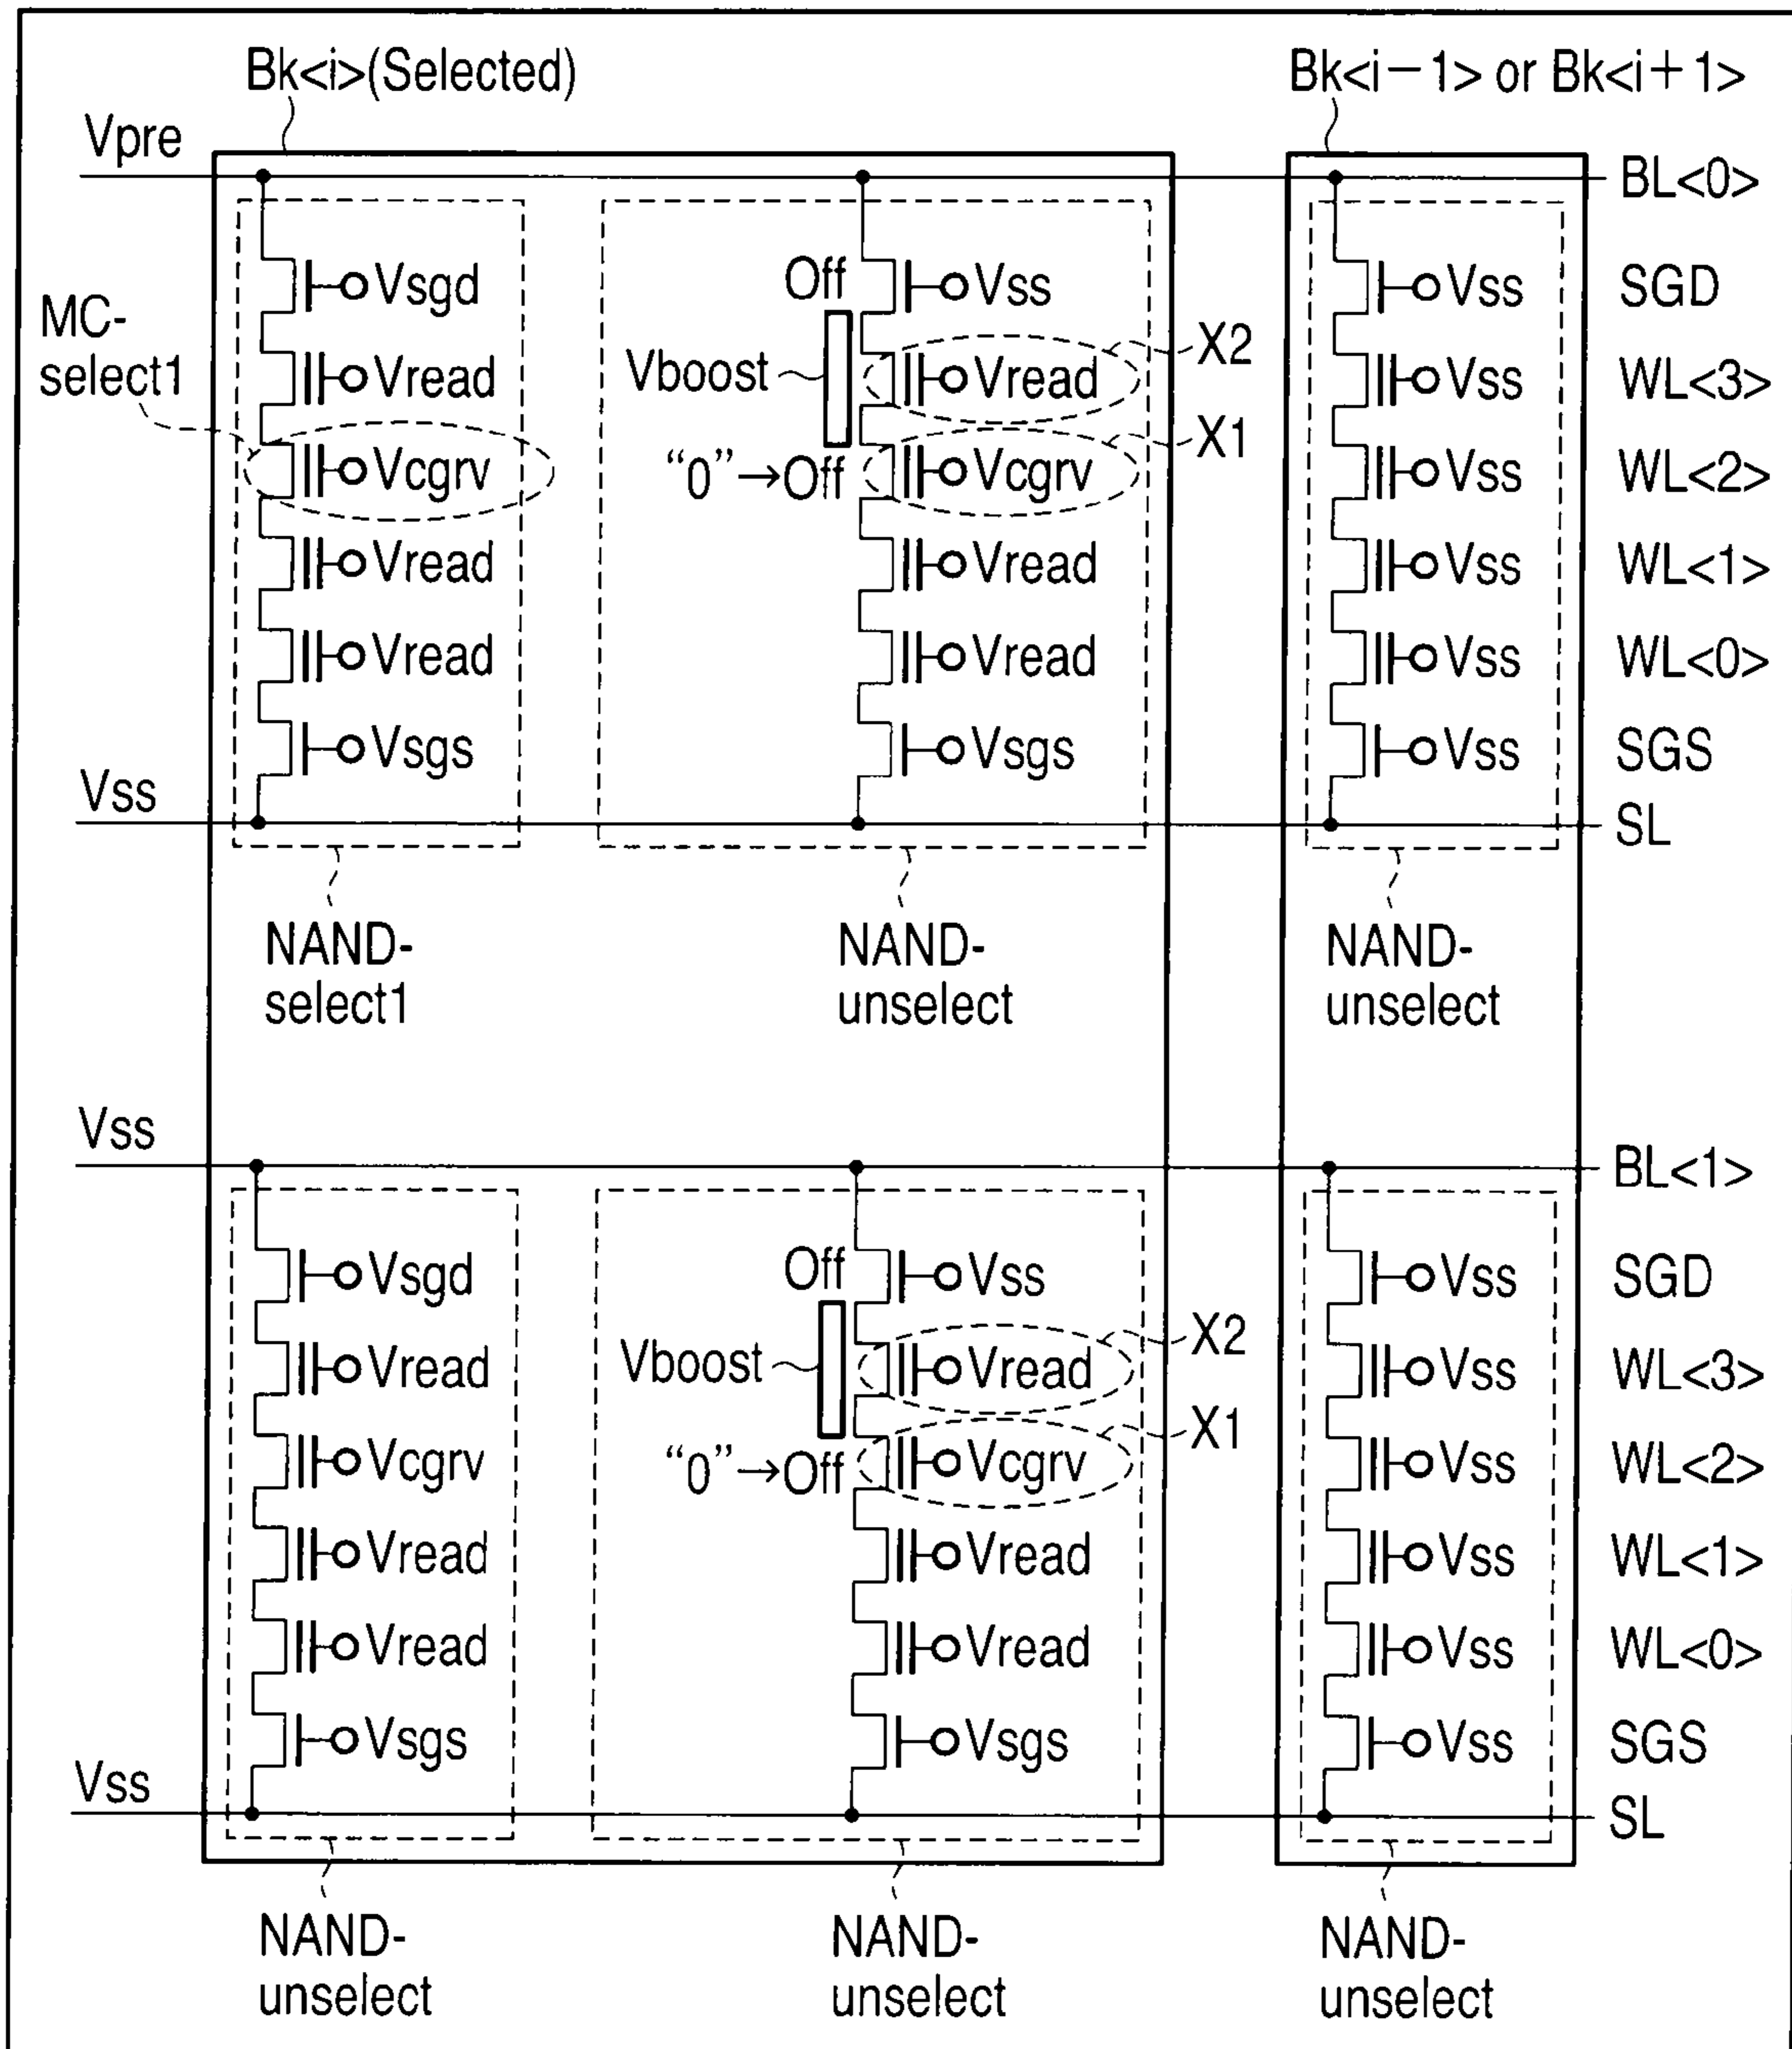 Bk<i>(Selected)
Bk<i−1> or Bk<i+1>
Vpre
BL<0>
Vsgd
Off
Vss
Vss
SGD
MC-
select1
Vread
Vboost
Vread
X2
Vss
WL<3>
Vcgrv
“0”→Off
Vcgrv
X1
Vss
WL<2>
Vread
Vread
Vss
WL<1>
Vread
Vread
Vss
WL<0>
Vsgs
Vsgs
Vss
SGS
Vss
SL
NAND-
select1
NAND-
unselect
NAND-
unselect
Vss
BL<1>
Vsgd
Off
Vss
Vss
SGD
Vread
Vboost
Vread
X2
Vss
WL<3>
Vcgrv
“0”→Off
Vcgrv
X1
Vss
WL<2>
Vread
Vread
Vss
WL<1>
Vread
Vread
Vss
WL<0>
Vsgs
Vsgs
Vss
SGS
Vss
SL
NAND-
unselect
NAND-
unselect
NAND-
unselect